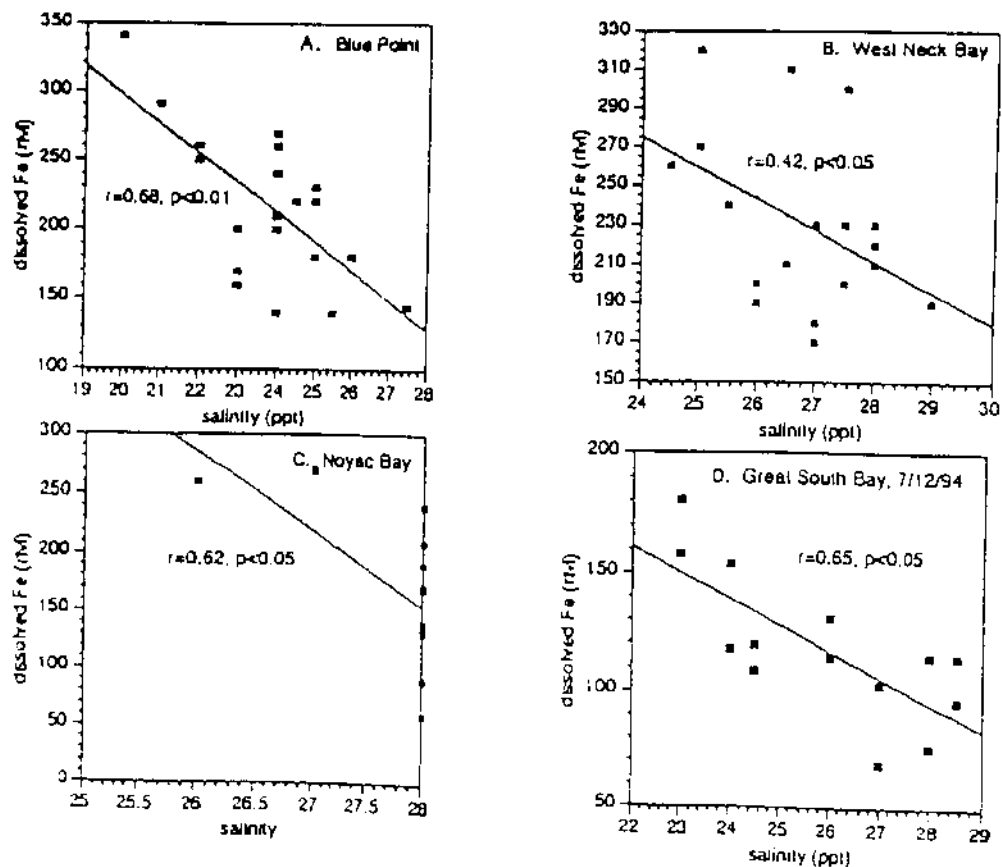 A. Blue Point
350
300
250
200
150
100
dissolved Fe (nM)
r=0.68, p<0.01
19 20 21 22 23 24 25 26 27 28
salinity (ppt)
B. West Neck Bay
330
310
290
270
250
230
210
190
170
150
dissolved Fe (nM)
r=0.42, p<0.05
24 25 26 27 28 29 30
salinity (ppt)
C. Noyac Bay
300
250
200
150
100
50
0
dissolved Fe (nM)
r=0.62, p<0.05
25 25.5 26 26.5 27 27.5 28
salinity
D. Great South Bay, 7/12/94
200
150
100
50
dissolved Fe (nM)
r=0.65, p<0.05
22 23 24 25 26 27 28 29
salinity (ppt)